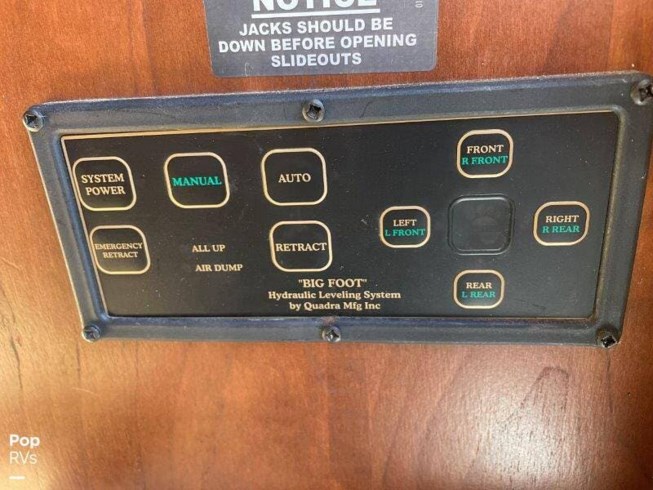 NOTICE
JACKS SHOULD BE
DOWN BEFORE OPENING
SLIDEOUTS
SYSTEM
POWER
MANUAL
AUTO
FRONT
R FRONT
LEFT
L FRONT
RIGHT
R REAR
EMERGENCY
RETRACT
ALL UP
AIR DUMP
RETRACT
REAR
L REAR
"BIG FOOT"
Hydraulic Leveling System
by Quadra Mfg Inc
Pop
RVs